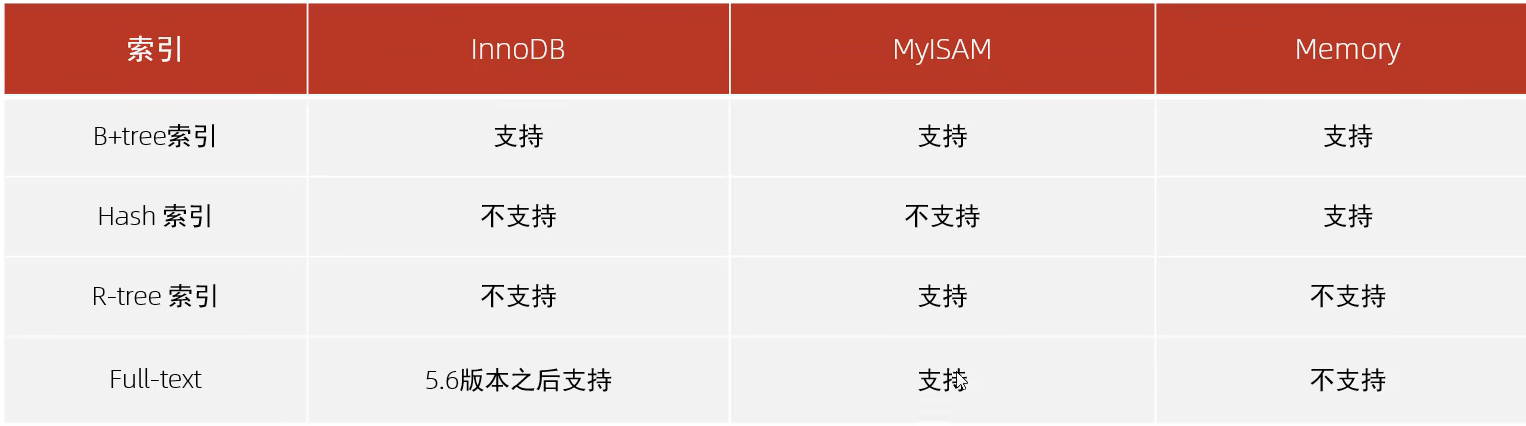 索引 InnoDB MyISAM Memory
B+tree索引 支持 支持 支持
Hash 索引 不支持 不支持 支持
R-tree 索引 不支持 支持 不支持
Full-text 5.6版本之后支持 支持 不支持